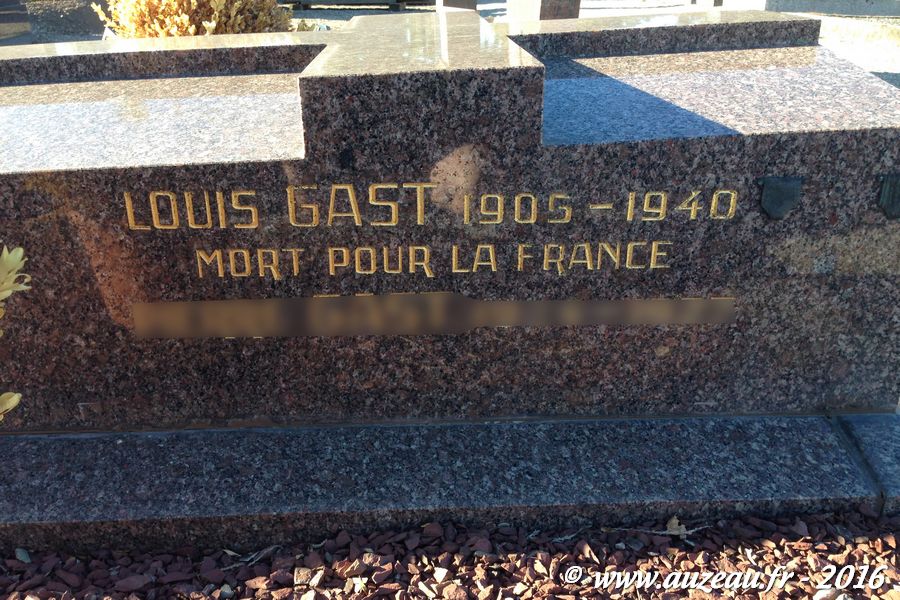 LOUIS GAST 1905 – 1940
MORT POUR LA FRANCE
© www.auzeau.fr - 2016